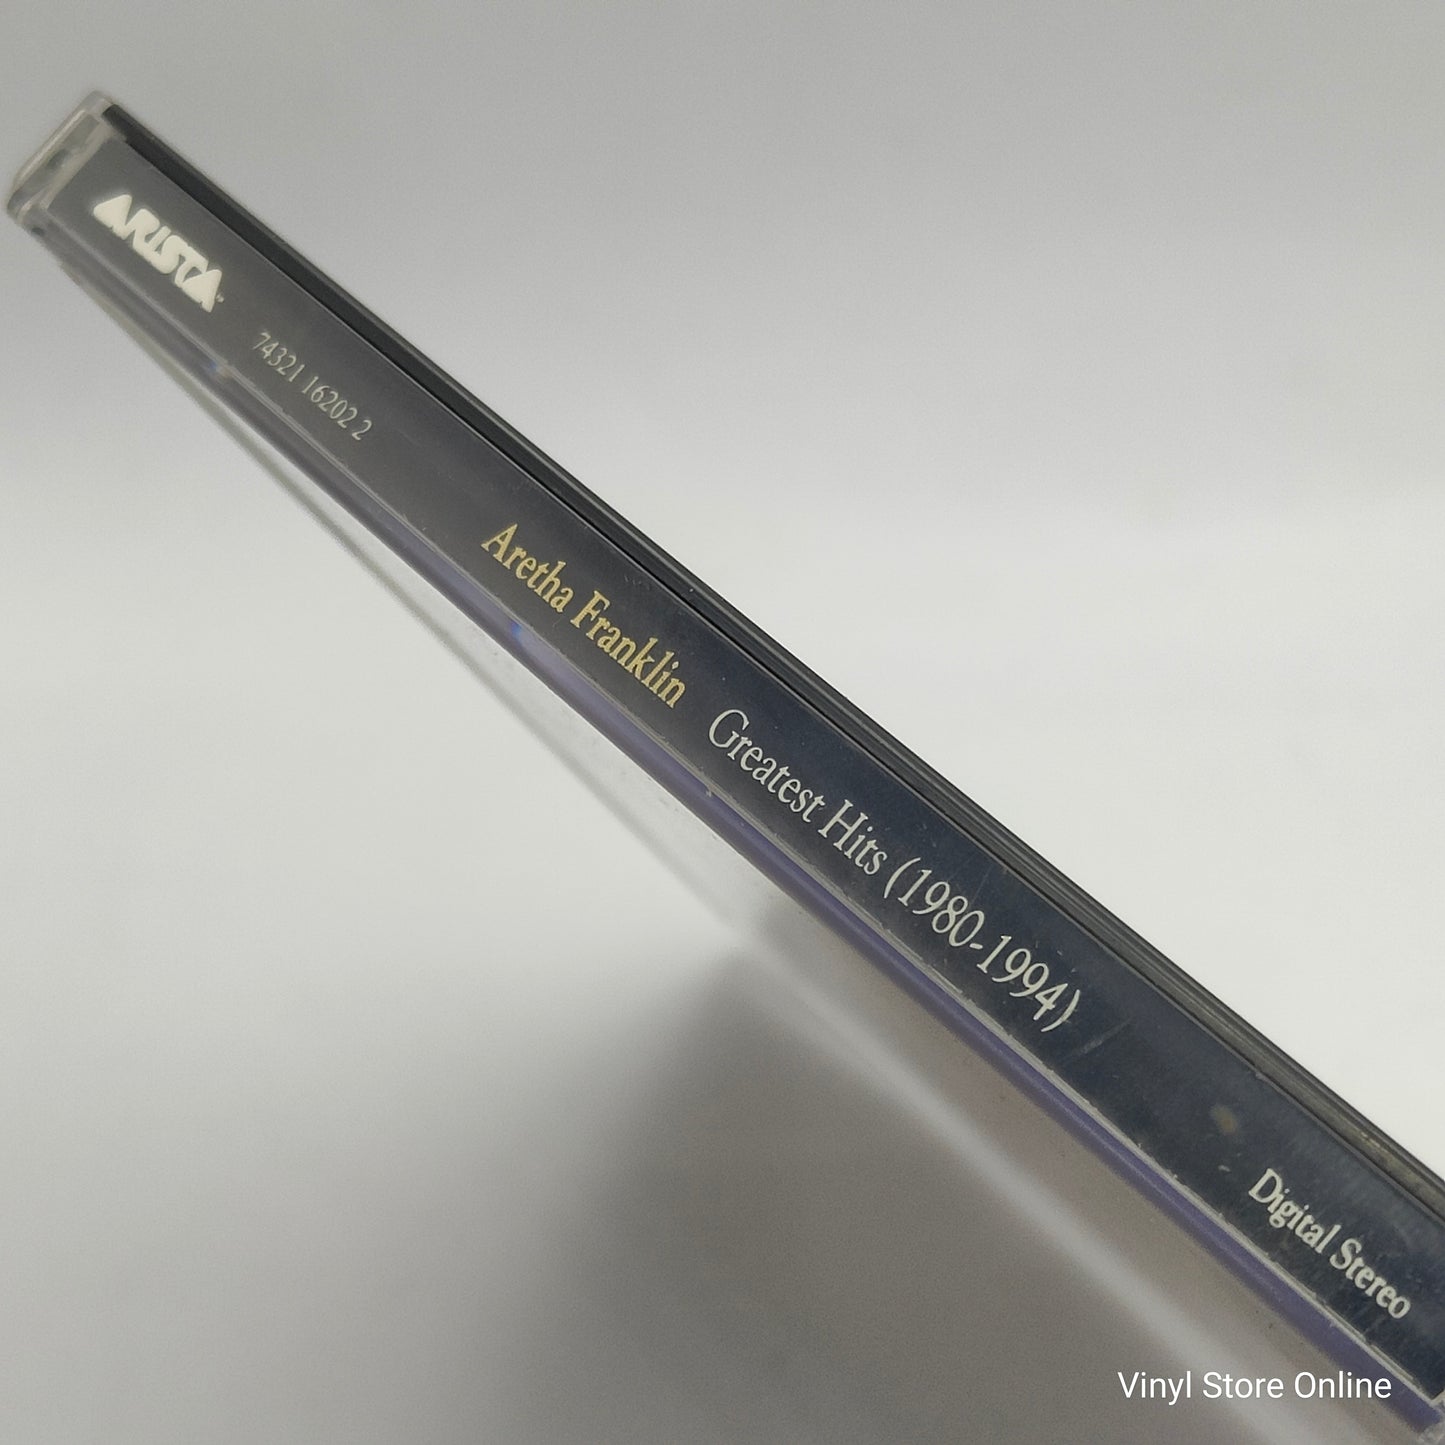 ARISTA
74321 16202 2
Aretha Franklin Greatest Hits (1980-1994)
Digital Stereo
Vinyl Store Online